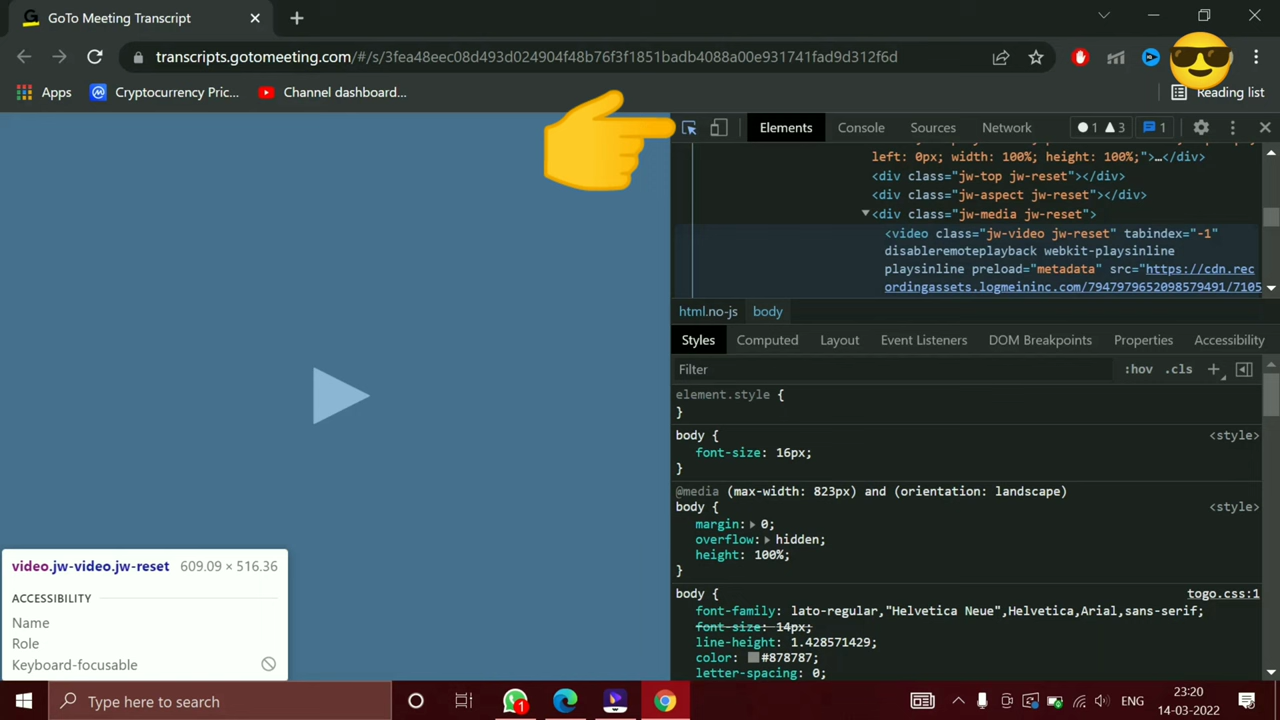 GoTo Meeting Transcript
transcripts.gotomeeting.com/#/s/3fea48eec08d4932024904f48b76f3f1851badb4088a00e931741fad9d312f6d
Apps Cryptocurrency Pric... Channel dashboard... Reading list
Elements Console Sources Network 1 3 1
left: 0px; width: 100%; height: 100%;">…</div>
<div class="jw-top jw-reset"></div>
<div class="jw-aspect jw-reset"></div>
<div class="jw-media jw-reset">
<video class="jw-video jw-reset" tabindex="-1"
disableremoteplayback webkit-playsinline
playsinline preload="metadata" src="https://cdn.rec
ordingassets.logmeininc.com/7947979652098579491/7105
html.no-js body
Styles Computed Layout Event Listeners DOM Breakpoints Properties Accessibility
Filter :hov .cls
element.style {
}
body { <style>
font-size: 16px;
}
@media (max-width: 823px) and (orientation: landscape)
body { <style>
margin: 0;
overflow: hidden;
height: 100%;
}
body { togo.css:1
font-family: lato-regular,"Helvetica Neue",Helvetica,Arial,sans-serif;
font-size: 14px;
line-height: 1.428571429;
color: #878787;
letter-spacing: 0;
video.jw-video.jw-reset 609.09 × 516.36
ACCESSIBILITY
Name
Role
Keyboard-focusable
Type here to search
1
ENG
23:20
14-03-2022